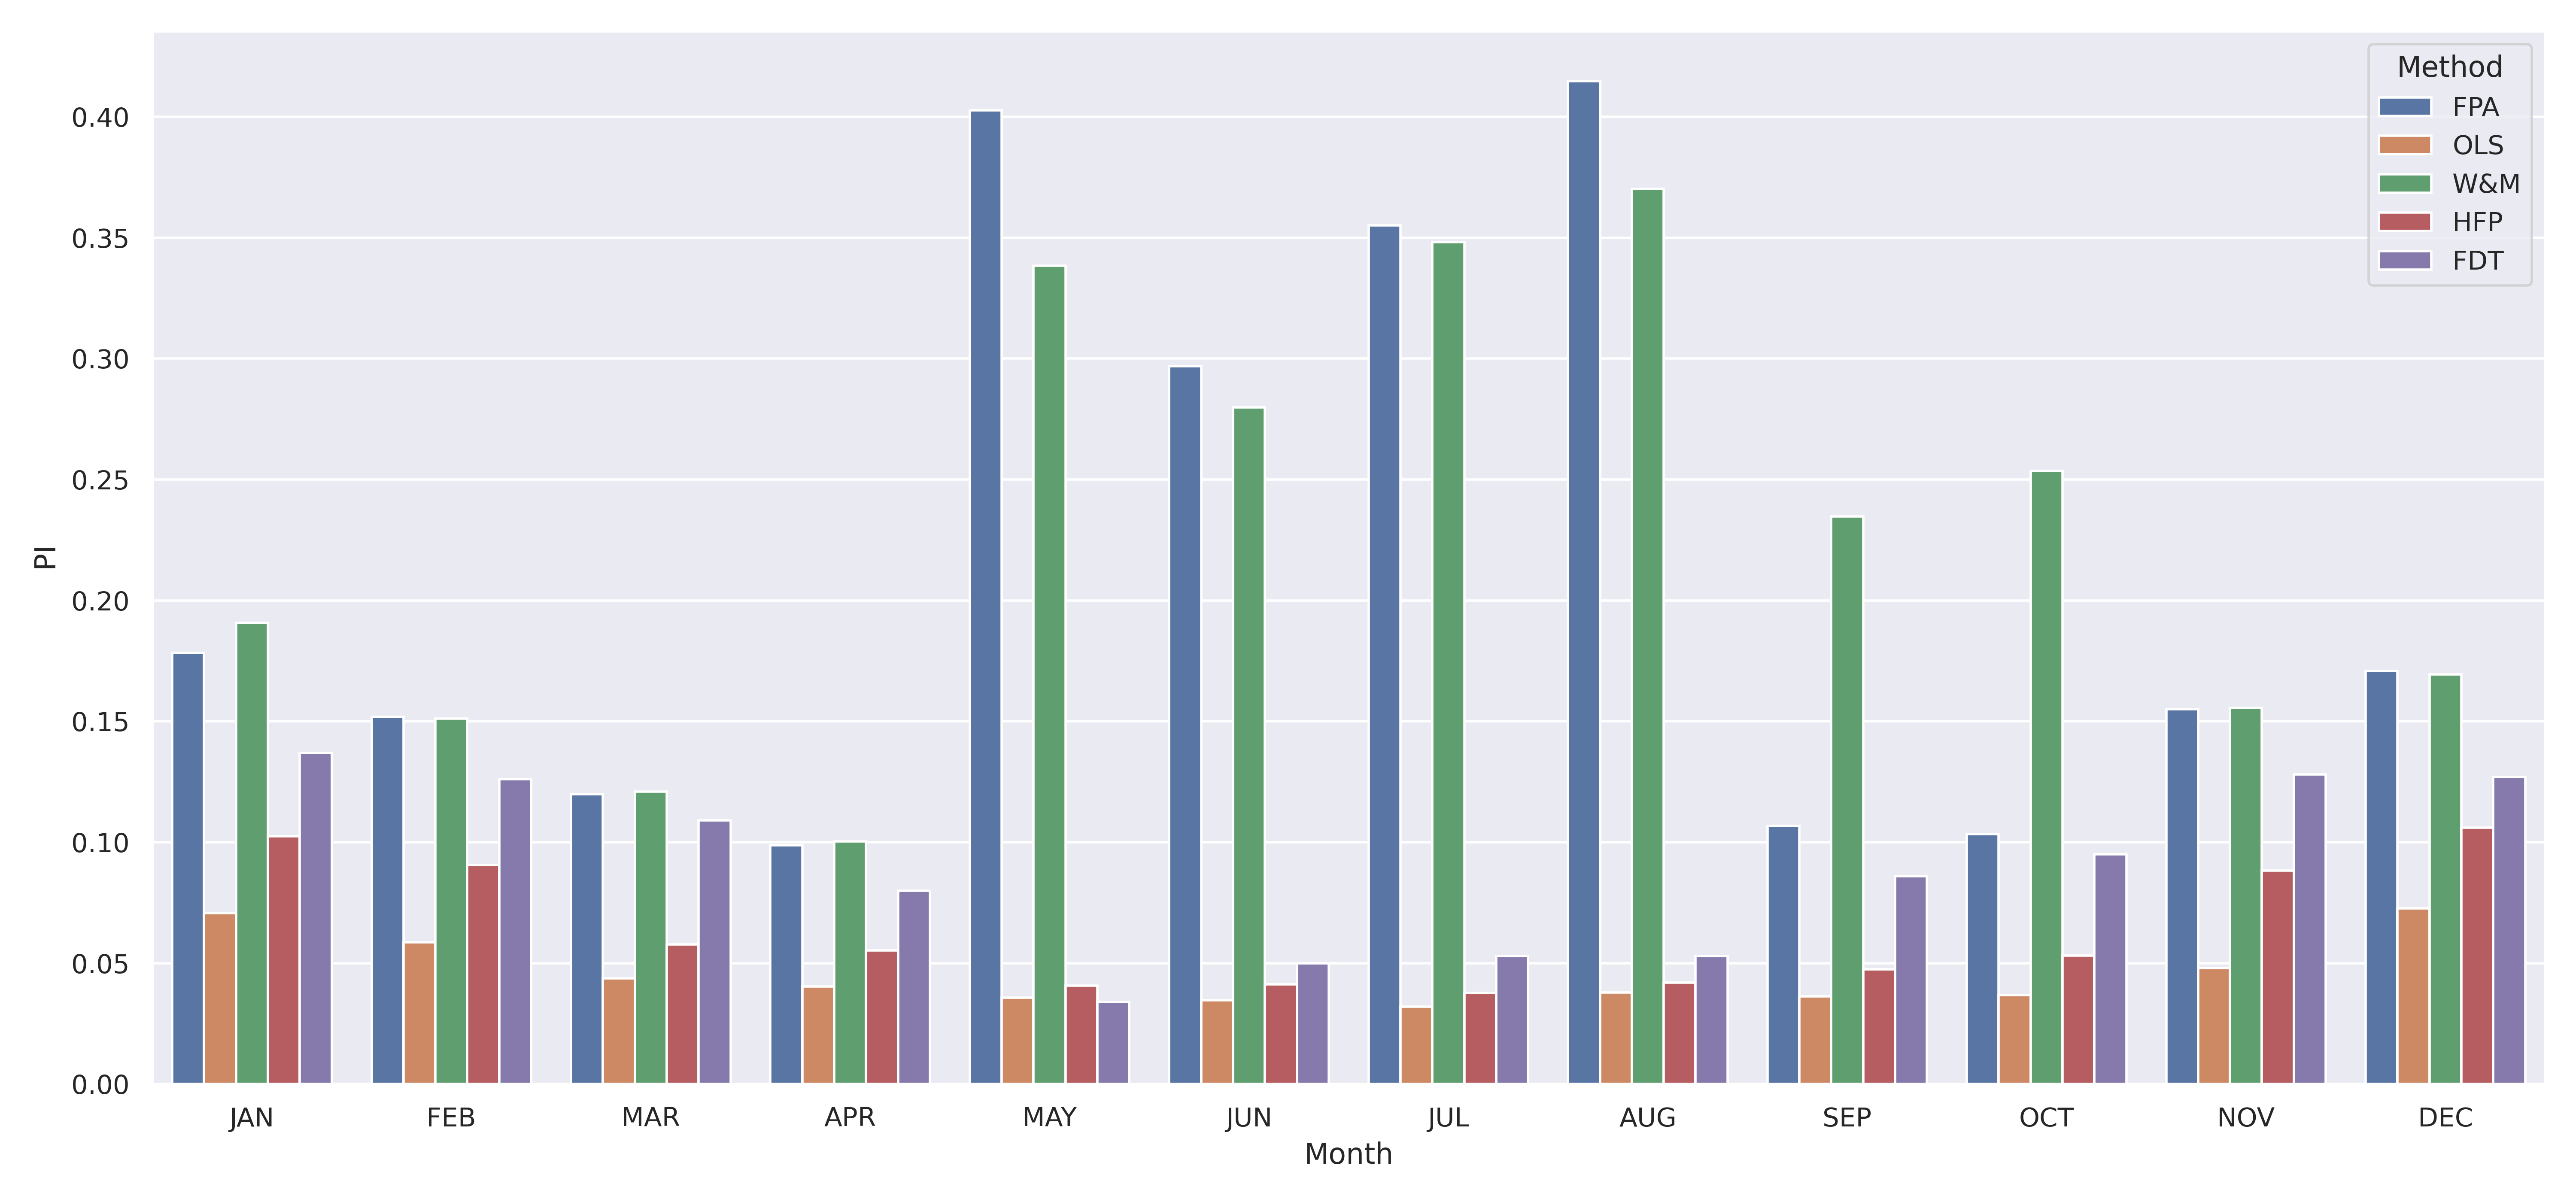 Method
FPA
OLS
W&M
HFP
FDT
PI
0.40
0.35
0.30
0.25
0.20
0.15
0.10
0.05
0.00
JAN FEB MAR APR MAY JUN JUL AUG SEP OCT NOV DEC
Month